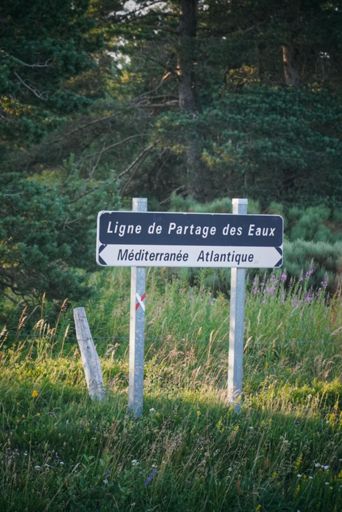 Ligne de Partage des Eaux
Méditerranée Atlantique